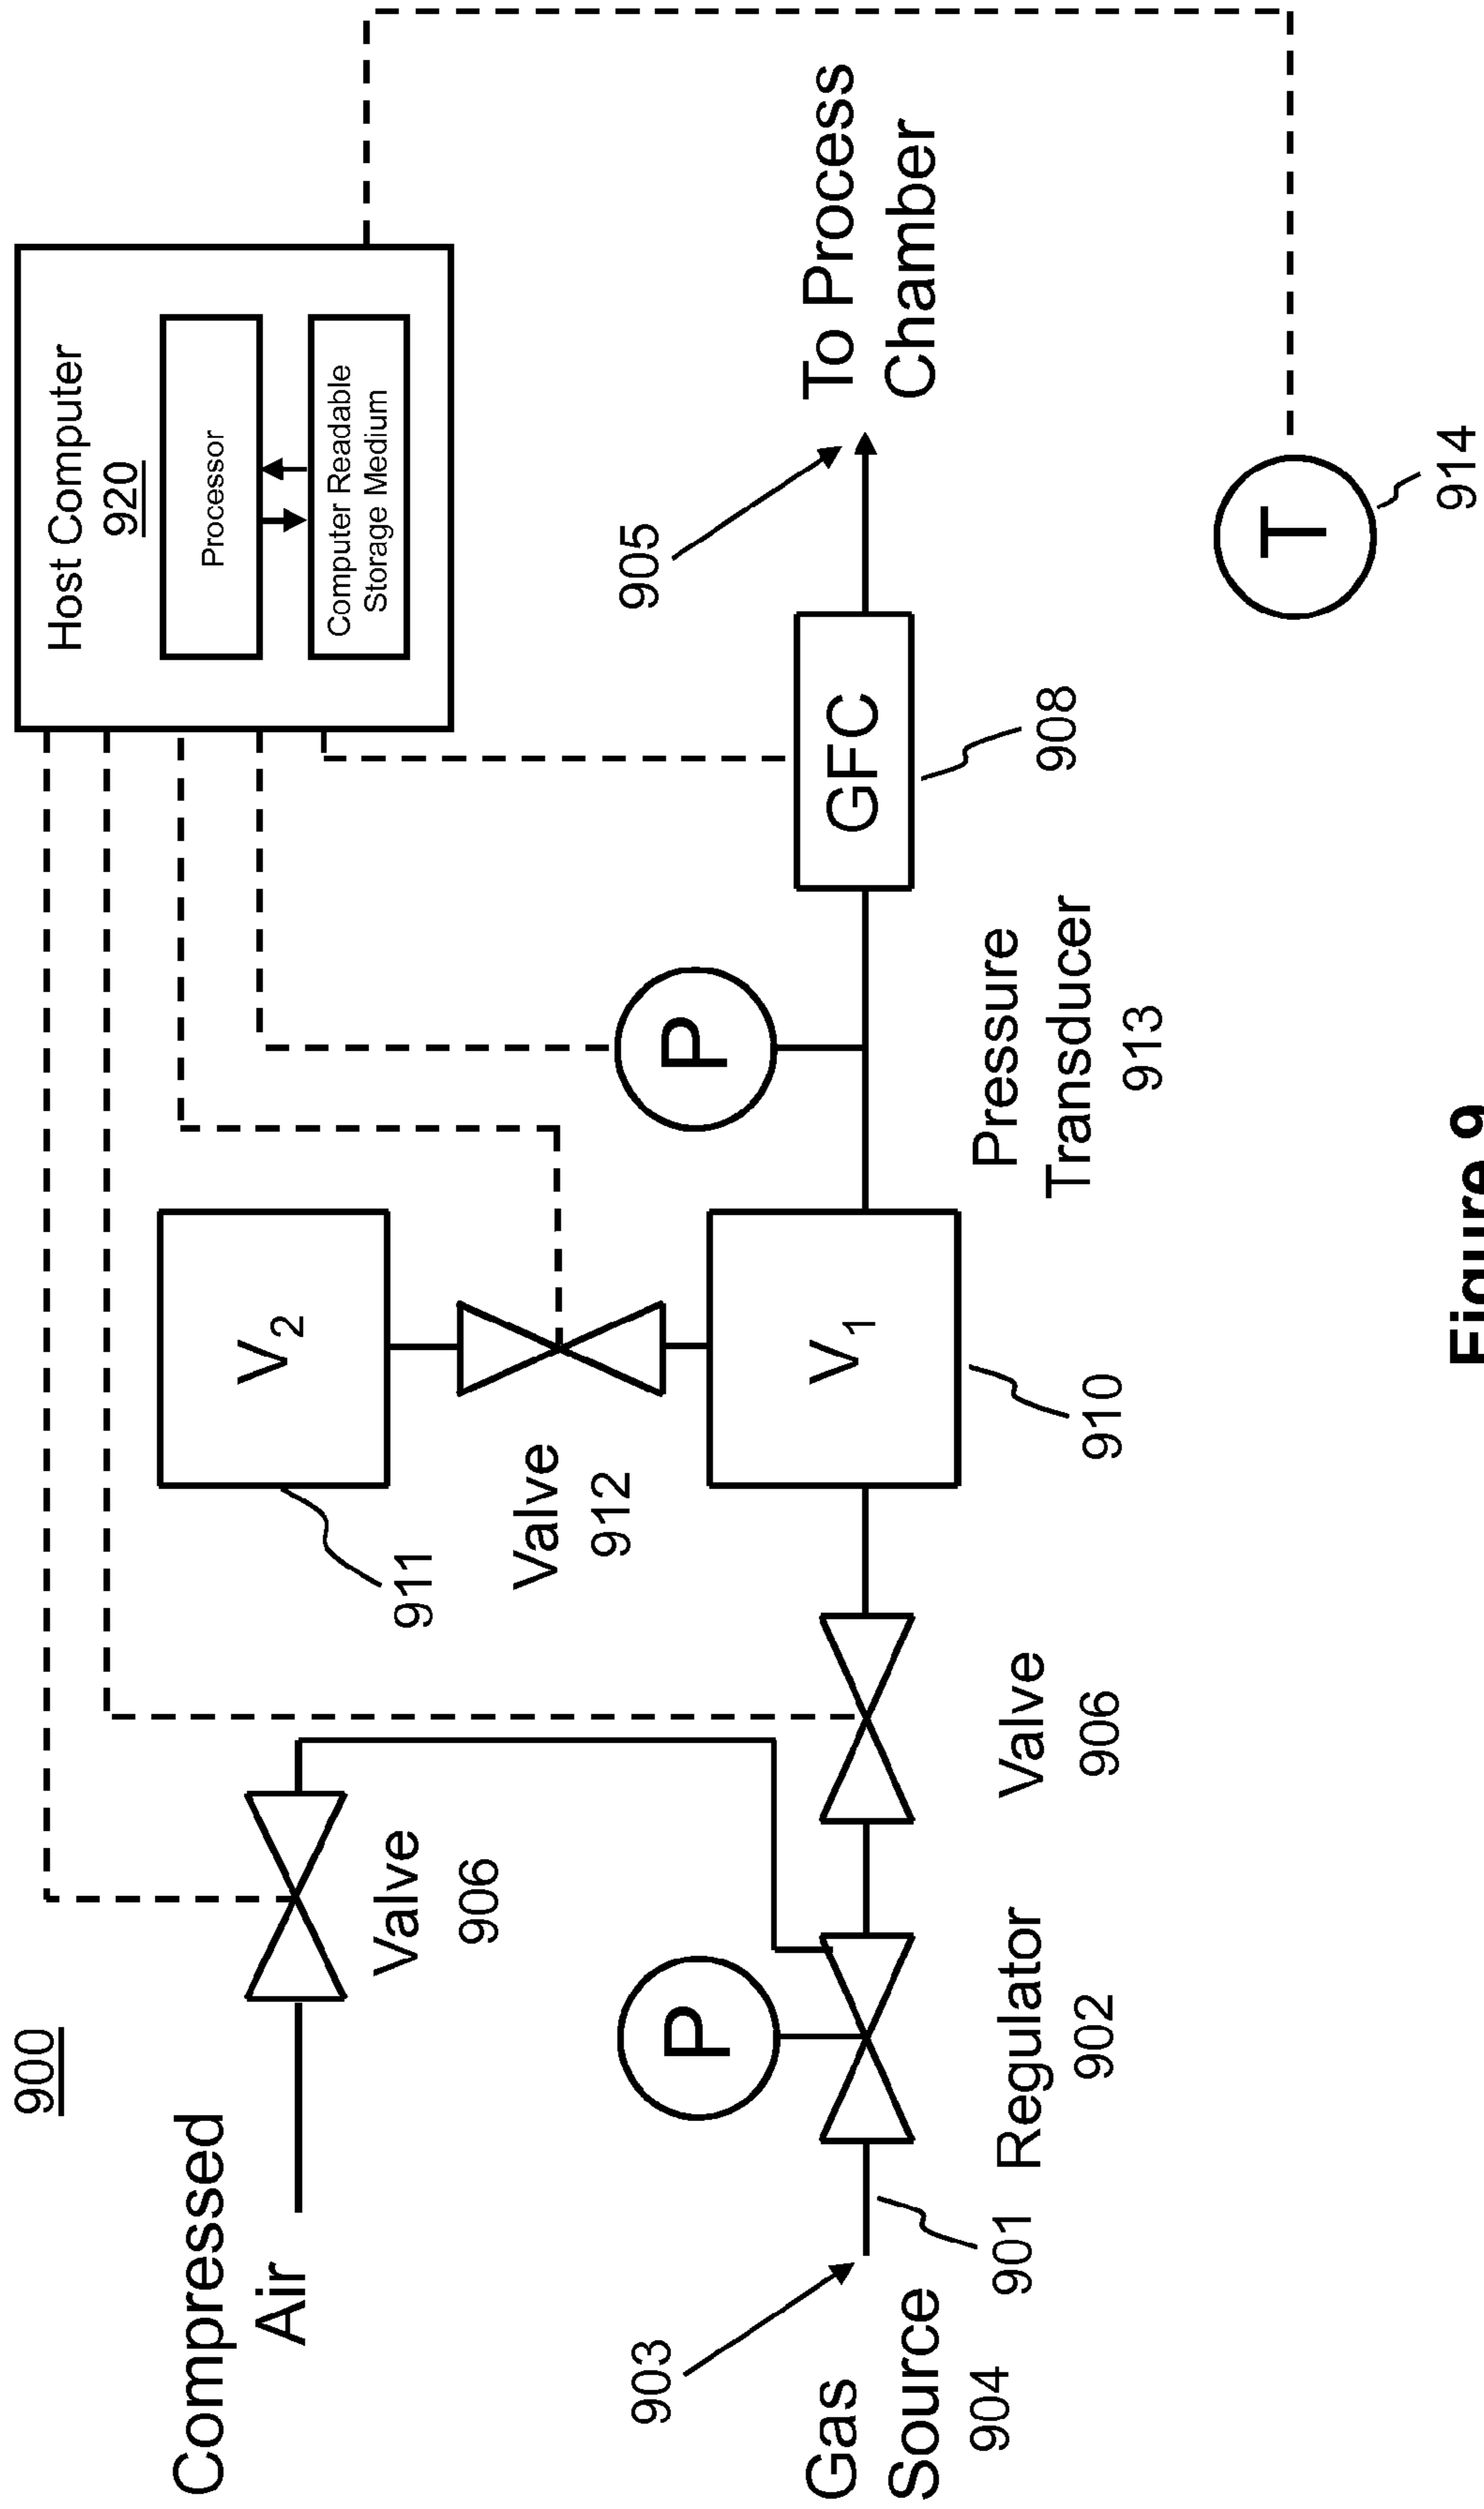 900
Compressed
Air
Valve
906
Host Computer
920
Processor
Computer Readable
Storage Medium
911
V2
Valve
912
903
P
P
905
Gas
Source
904
901
Regulator
902
Valve
906
V1
910
Pressure
Transducer
913
GFC
908
To Process
Chamber
T
914
Figure 9